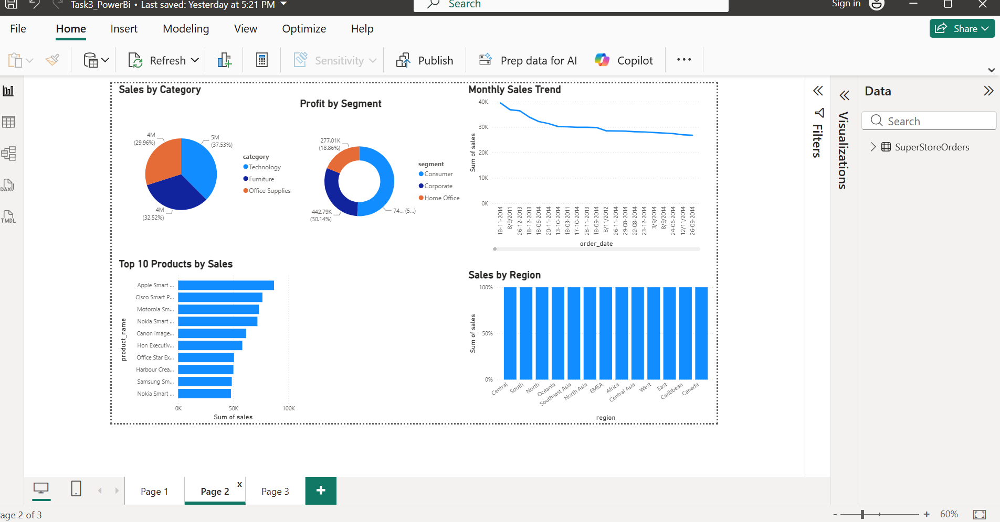 Task3_PowerBi • Last saved: Yesterday at 5:21 PM
Search
Sign in
File
Home
Insert
Modeling
View
Optimize
Help
Share
Refresh
Sensitivity
Publish
Prep data for AI
Copilot
Sales by Category
4M
(29.96%)
5M
(37.53%)
4M
(32.52%)
category
Technology
Furniture
Office Supplies
Profit by Segment
277.01K
(18.86%)
442.79K
(30.14%)
74... (5...)
segment
Consumer
Corporate
Home Office
Monthly Sales Trend
40K
30K
20K
10K
0K
Sum of sales
18-11-2014
8/9/2011
26-12-2013
18-12-2013
18-06-2014
20-11-2014
13-10-2014
18-03-2011
17-10-2014
28-11-2013
18-09-2014
8/11/2012
26-11-2014
29-08-2014
22-08-2014
23-12-2014
3/9/2014
8/9/2014
24-06-2014
12/11/2014
26-09-2014
order_date
Top 10 Products by Sales
product_name
Apple Smart ...
Cisco Smart P...
Motorola Sm...
Nokia Smart ...
Canon image...
Hon Executiv...
Office Star Ex...
Harbour Crea...
Samsung Sm...
Nokia Smart ...
0K
50K
100K
Sum of sales
Sales by Region
100%
50%
0%
Sum of sales
Central
South
North
Oceania
Southeast Asia
North Asia
EMEA
Africa
Central Asia
West
East
Caribbean
Canada
region
Filters
Visualizations
Data
Search
SuperStoreOrders
DAX
TMDL
Page 1
Page 2
x
Page 3
age 2 of 3
60%